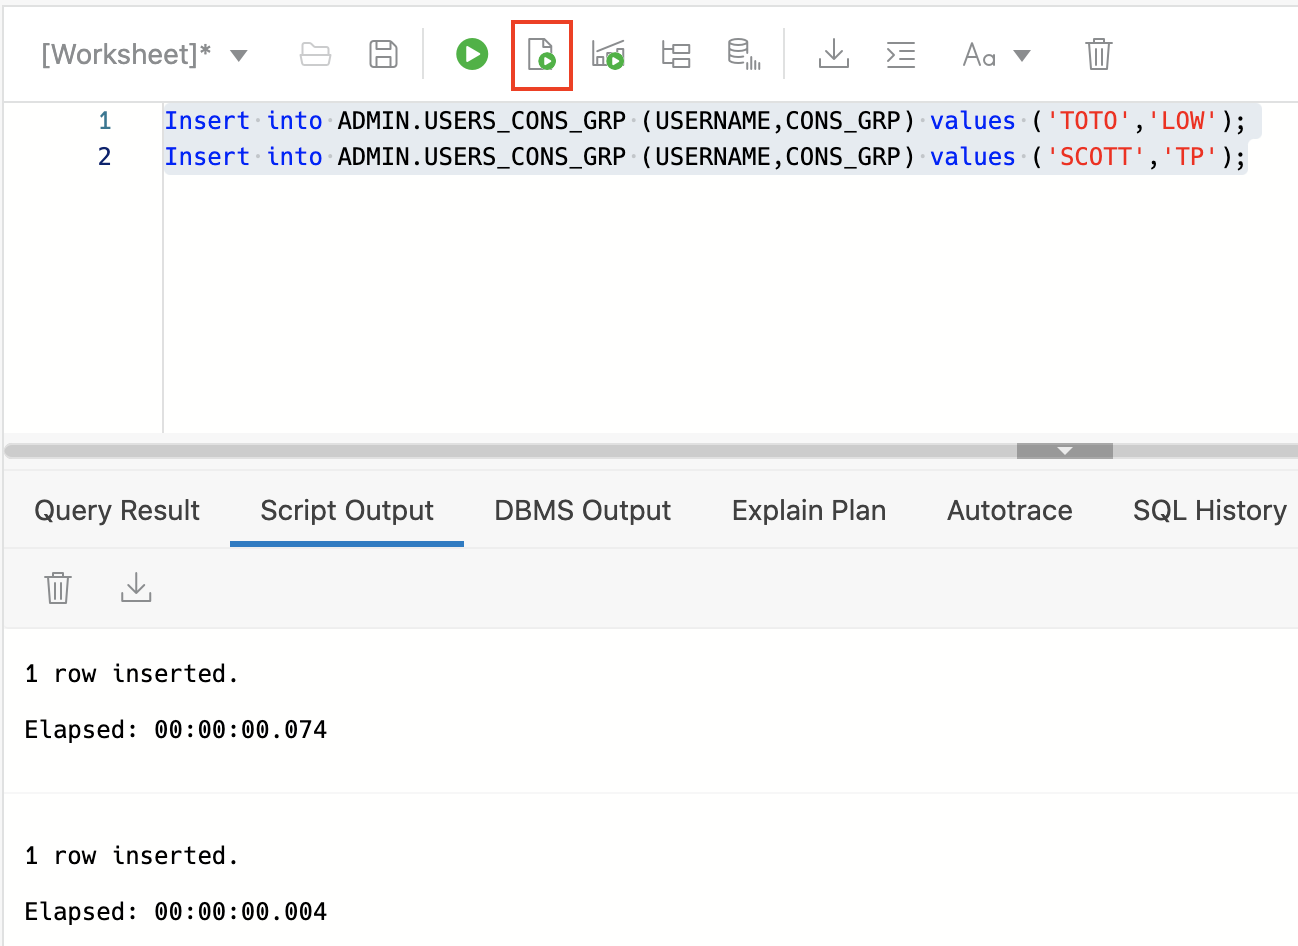 [Worksheet]* Aa
1 Insert into ADMIN.USERS_CONS_GRP (USERNAME,CONS_GRP) values ('TOTO','LOW');
2 Insert into ADMIN.USERS_CONS_GRP (USERNAME,CONS_GRP) values ('SCOTT','TP');
Query Result Script Output DBMS Output Explain Plan Autotrace SQL History
1 row inserted.
Elapsed: 00:00:00.074
1 row inserted.
Elapsed: 00:00:00.004